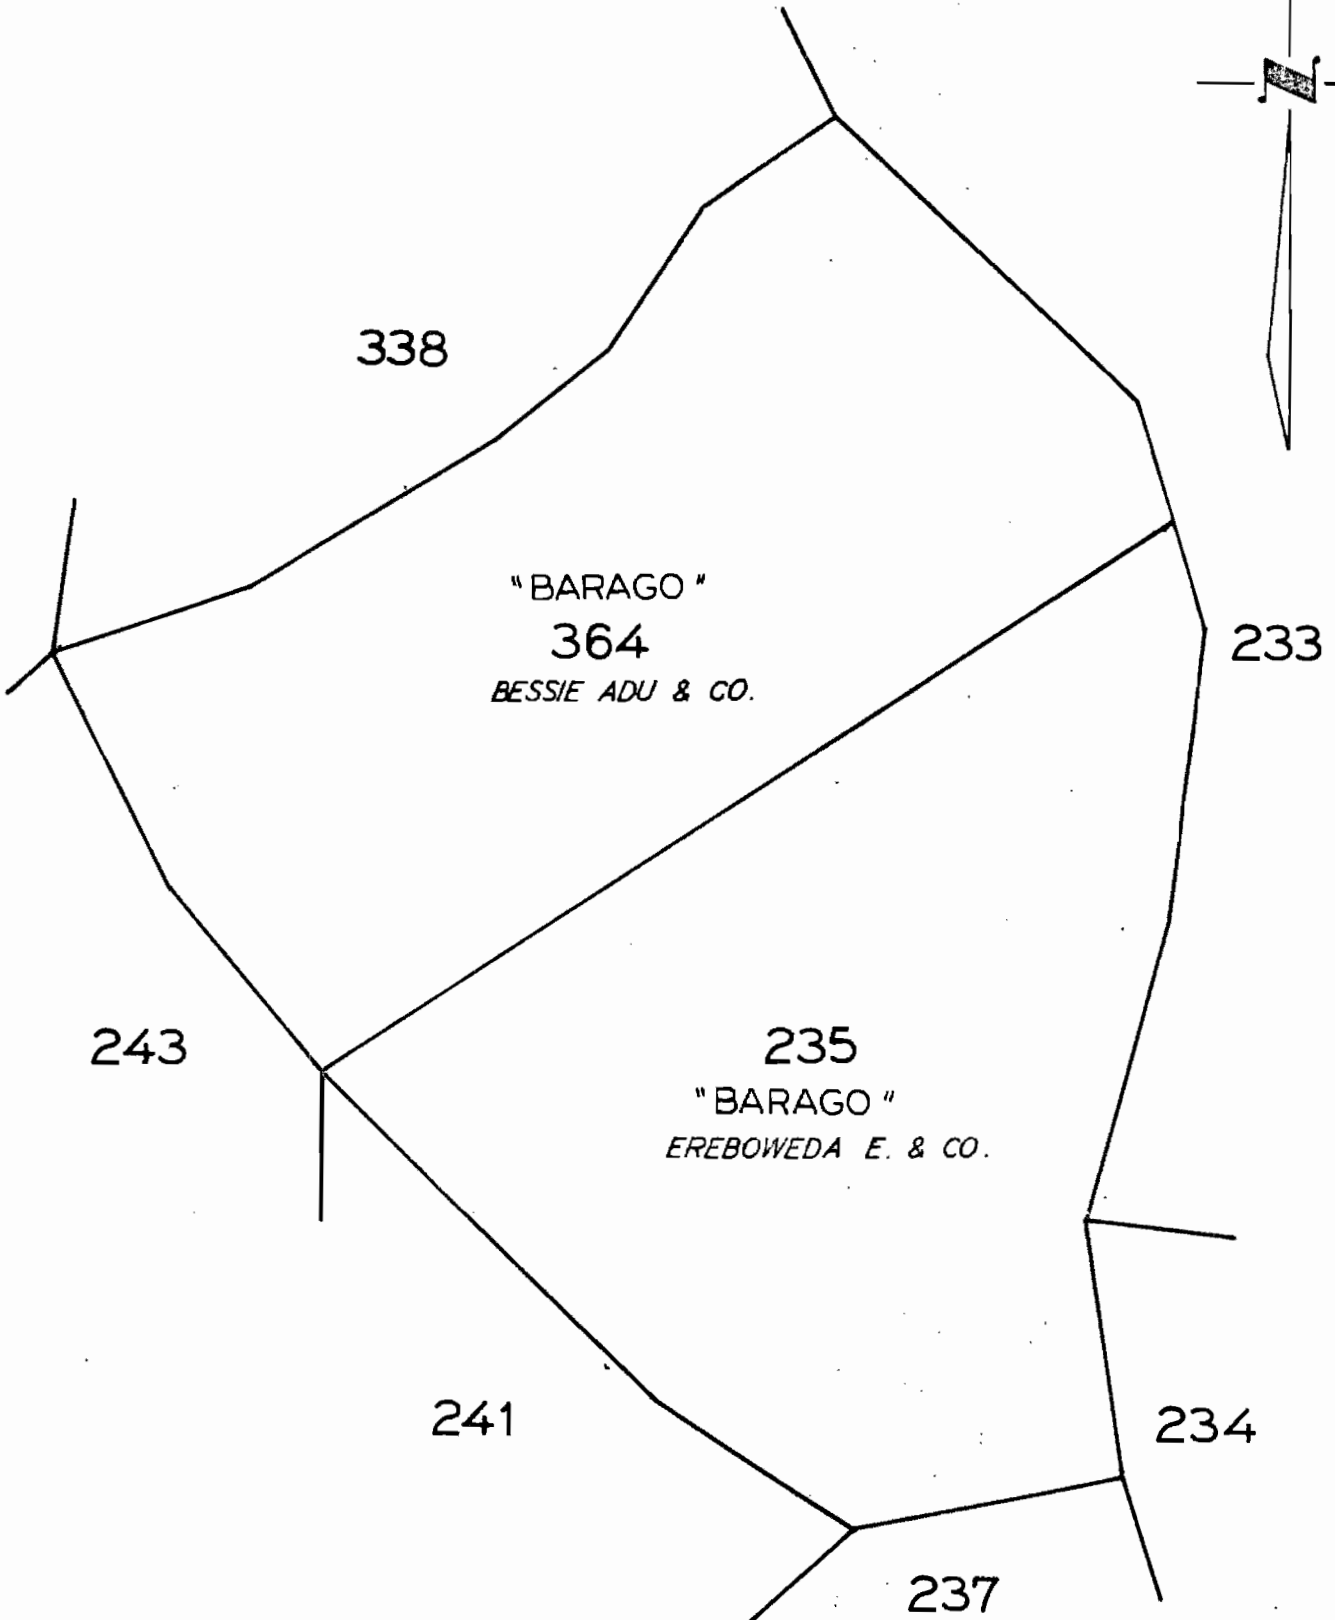 N
338
"BARAGO"
364
BESSIE ADU & CO.
233
243
235
"BARAGO"
EREBOWEDA E. & CO.
241
234
237